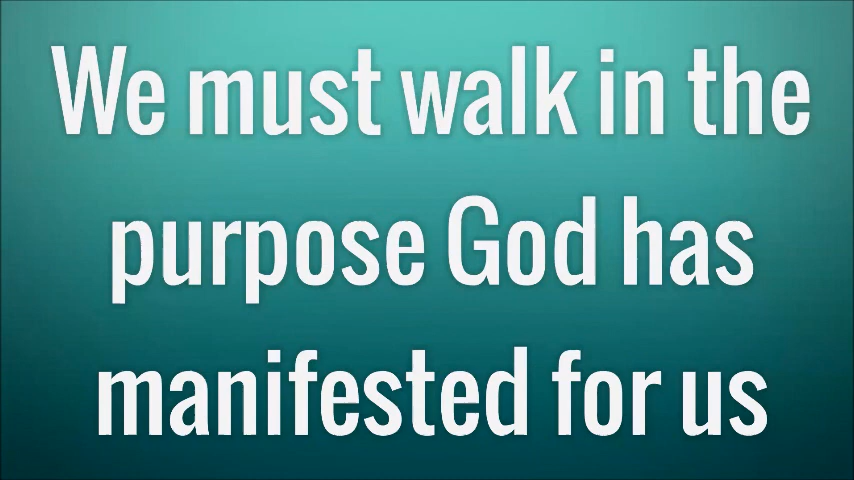 We must walk in the
purpose God has
manifested for us